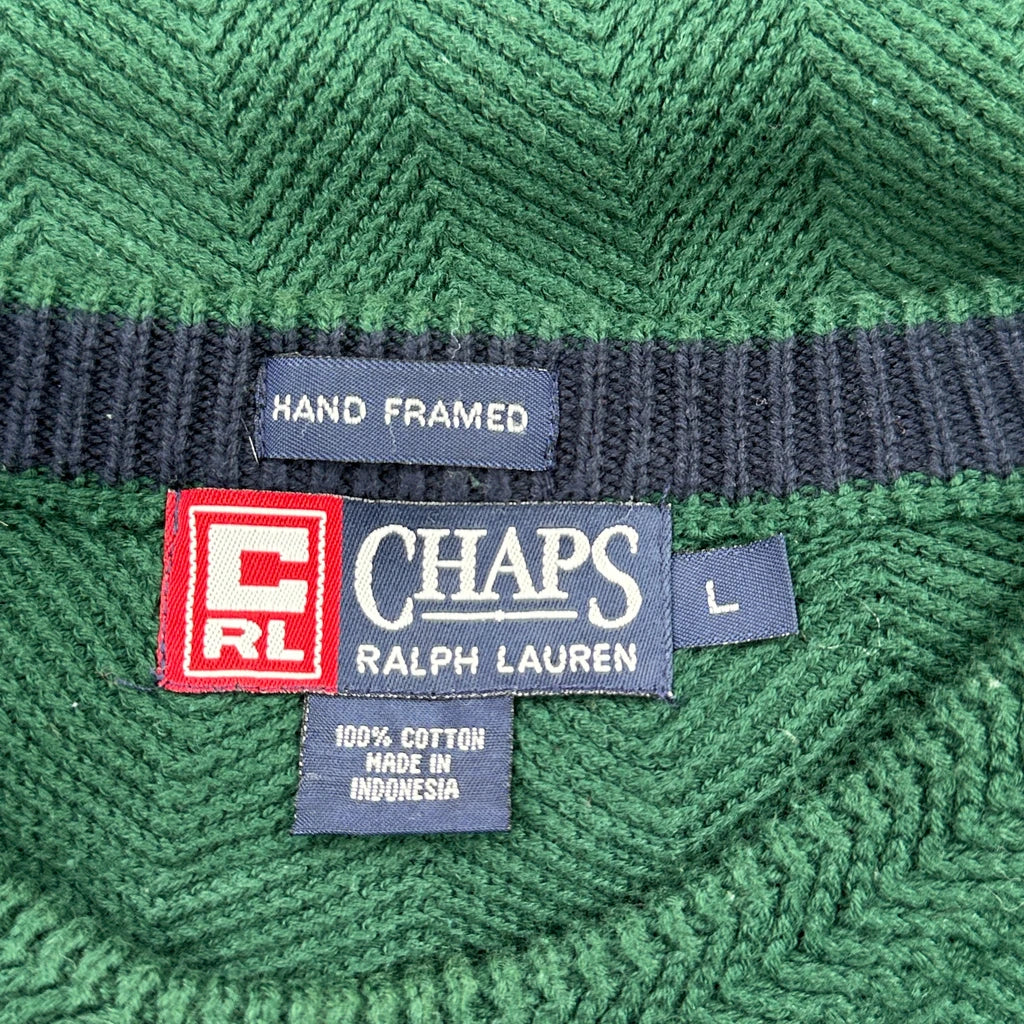 HAND FRAMED
C
RL
CHAPS
RALPH LAUREN
L
100% COTTON
MADE IN
INDONESIA